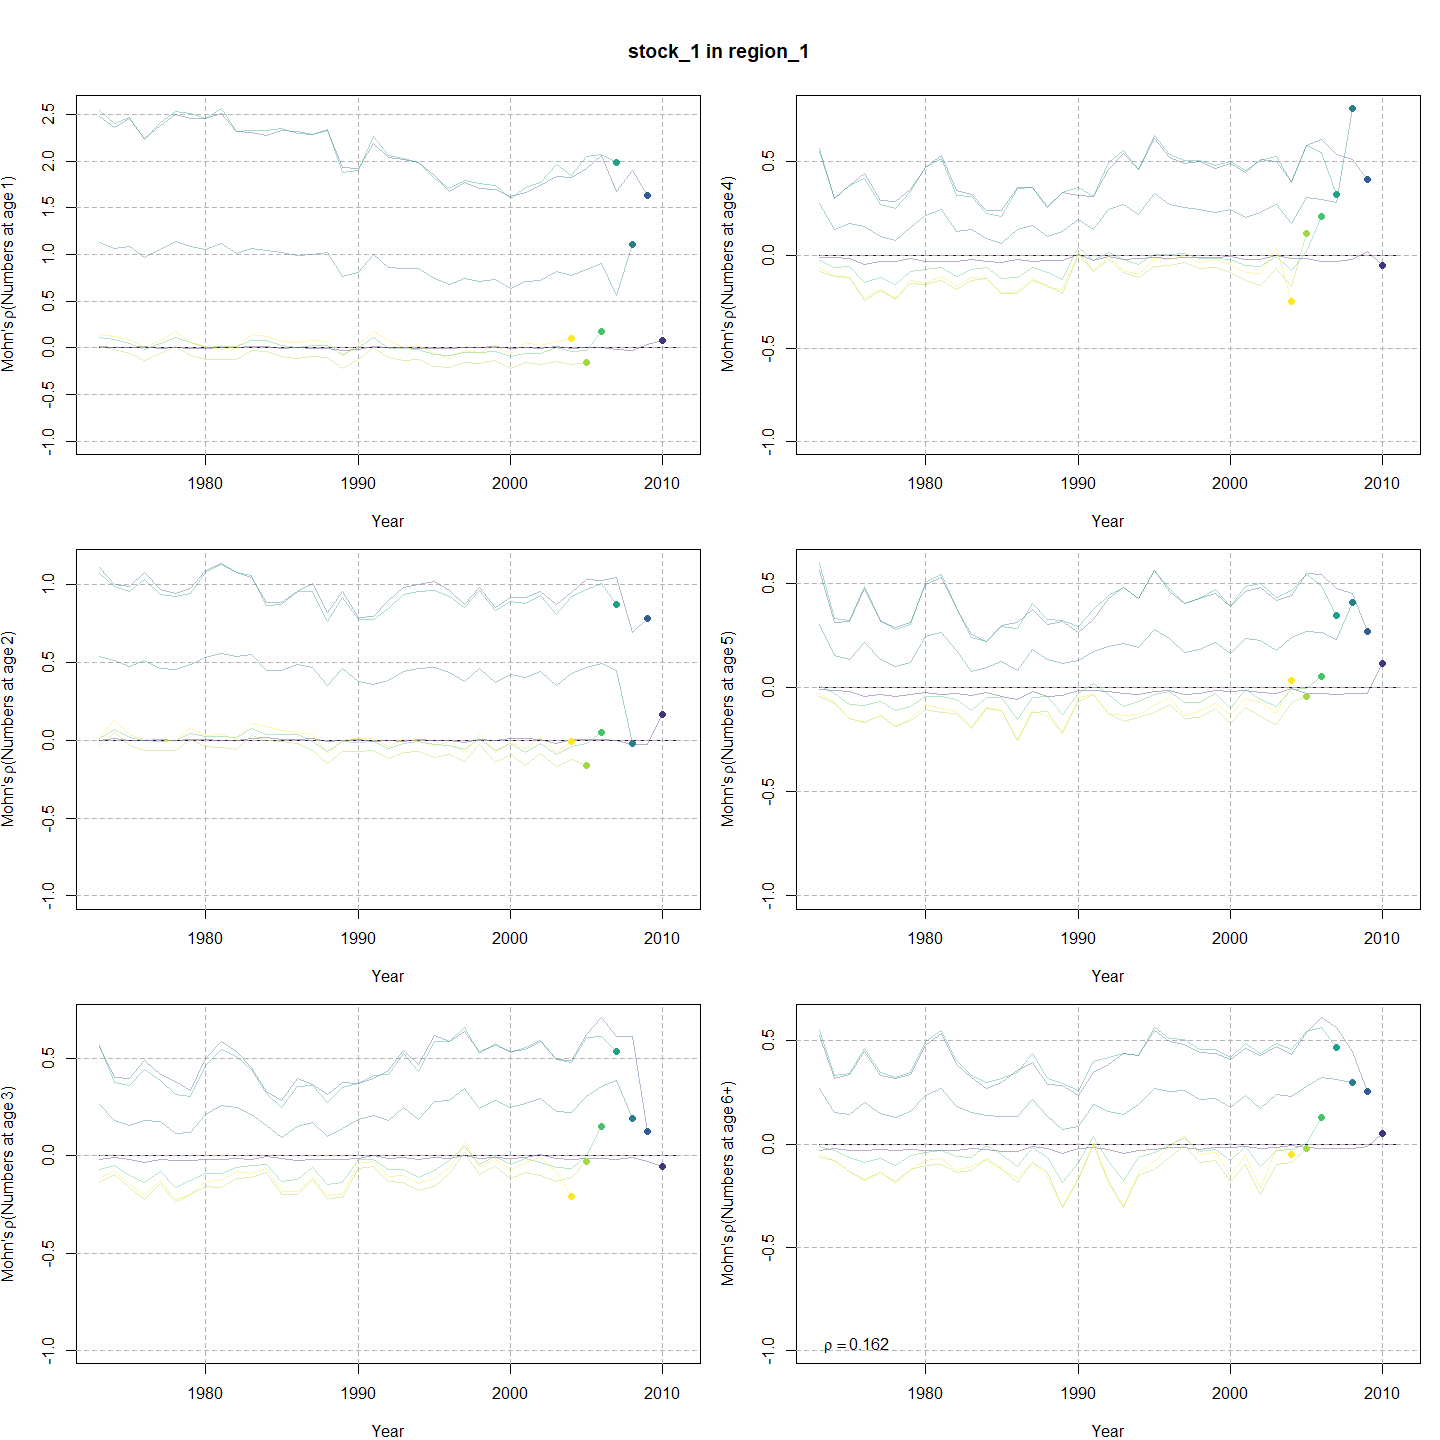 stock_1 in region_1
Mohn's ρ(Numbers at age 1)
2.5
2.0
1.5
1.0
0.5
0.0
-0.5
-1.0
1980 1990 2000 2010
Year
Mohn's ρ(Numbers at age 4)
0.5
0.0
-0.5
-1.0
1980 1990 2000 2010
Year
Mohn's ρ(Numbers at age 2)
1.0
0.5
0.0
-0.5
-1.0
1980 1990 2000 2010
Year
Mohn's ρ(Numbers at age 5)
0.5
0.0
-0.5
-1.0
1980 1990 2000 2010
Year
Mohn's ρ(Numbers at age 3)
0.5
0.0
-0.5
-1.0
1980 1990 2000 2010
Year
Mohn's ρ(Numbers at age 6+)
0.5
0.0
-0.5
-1.0
ρ = 0.162
1980 1990 2000 2010
Year